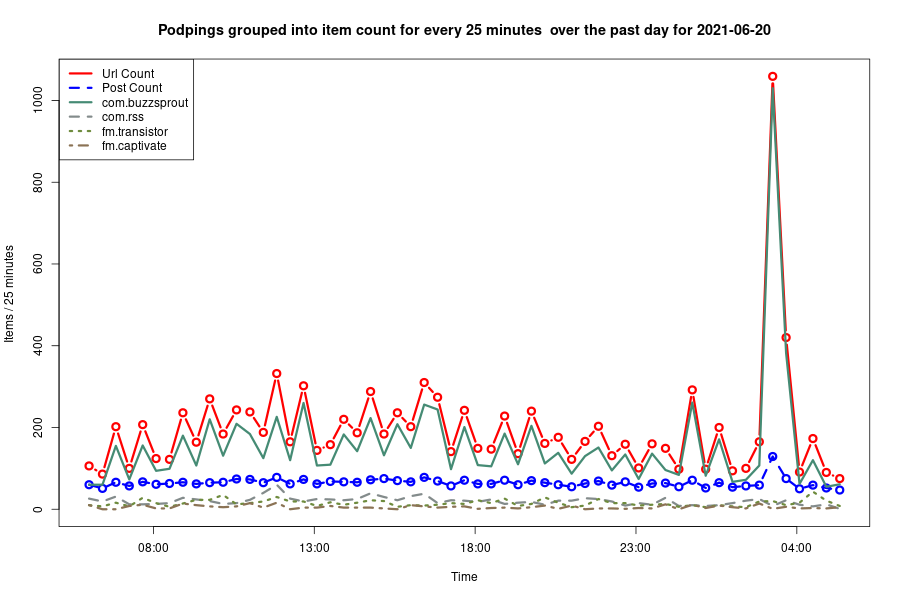 Podpings grouped into item count for every 25 minutes  over the past day for 2021-06-20
Url Count
Post Count
com.buzzsprout
com.rss
fm.transistor
fm.captivate
Items / 25 minutes
1000
800
600
400
200
0
08:00
13:00
18:00
23:00
04:00
Time